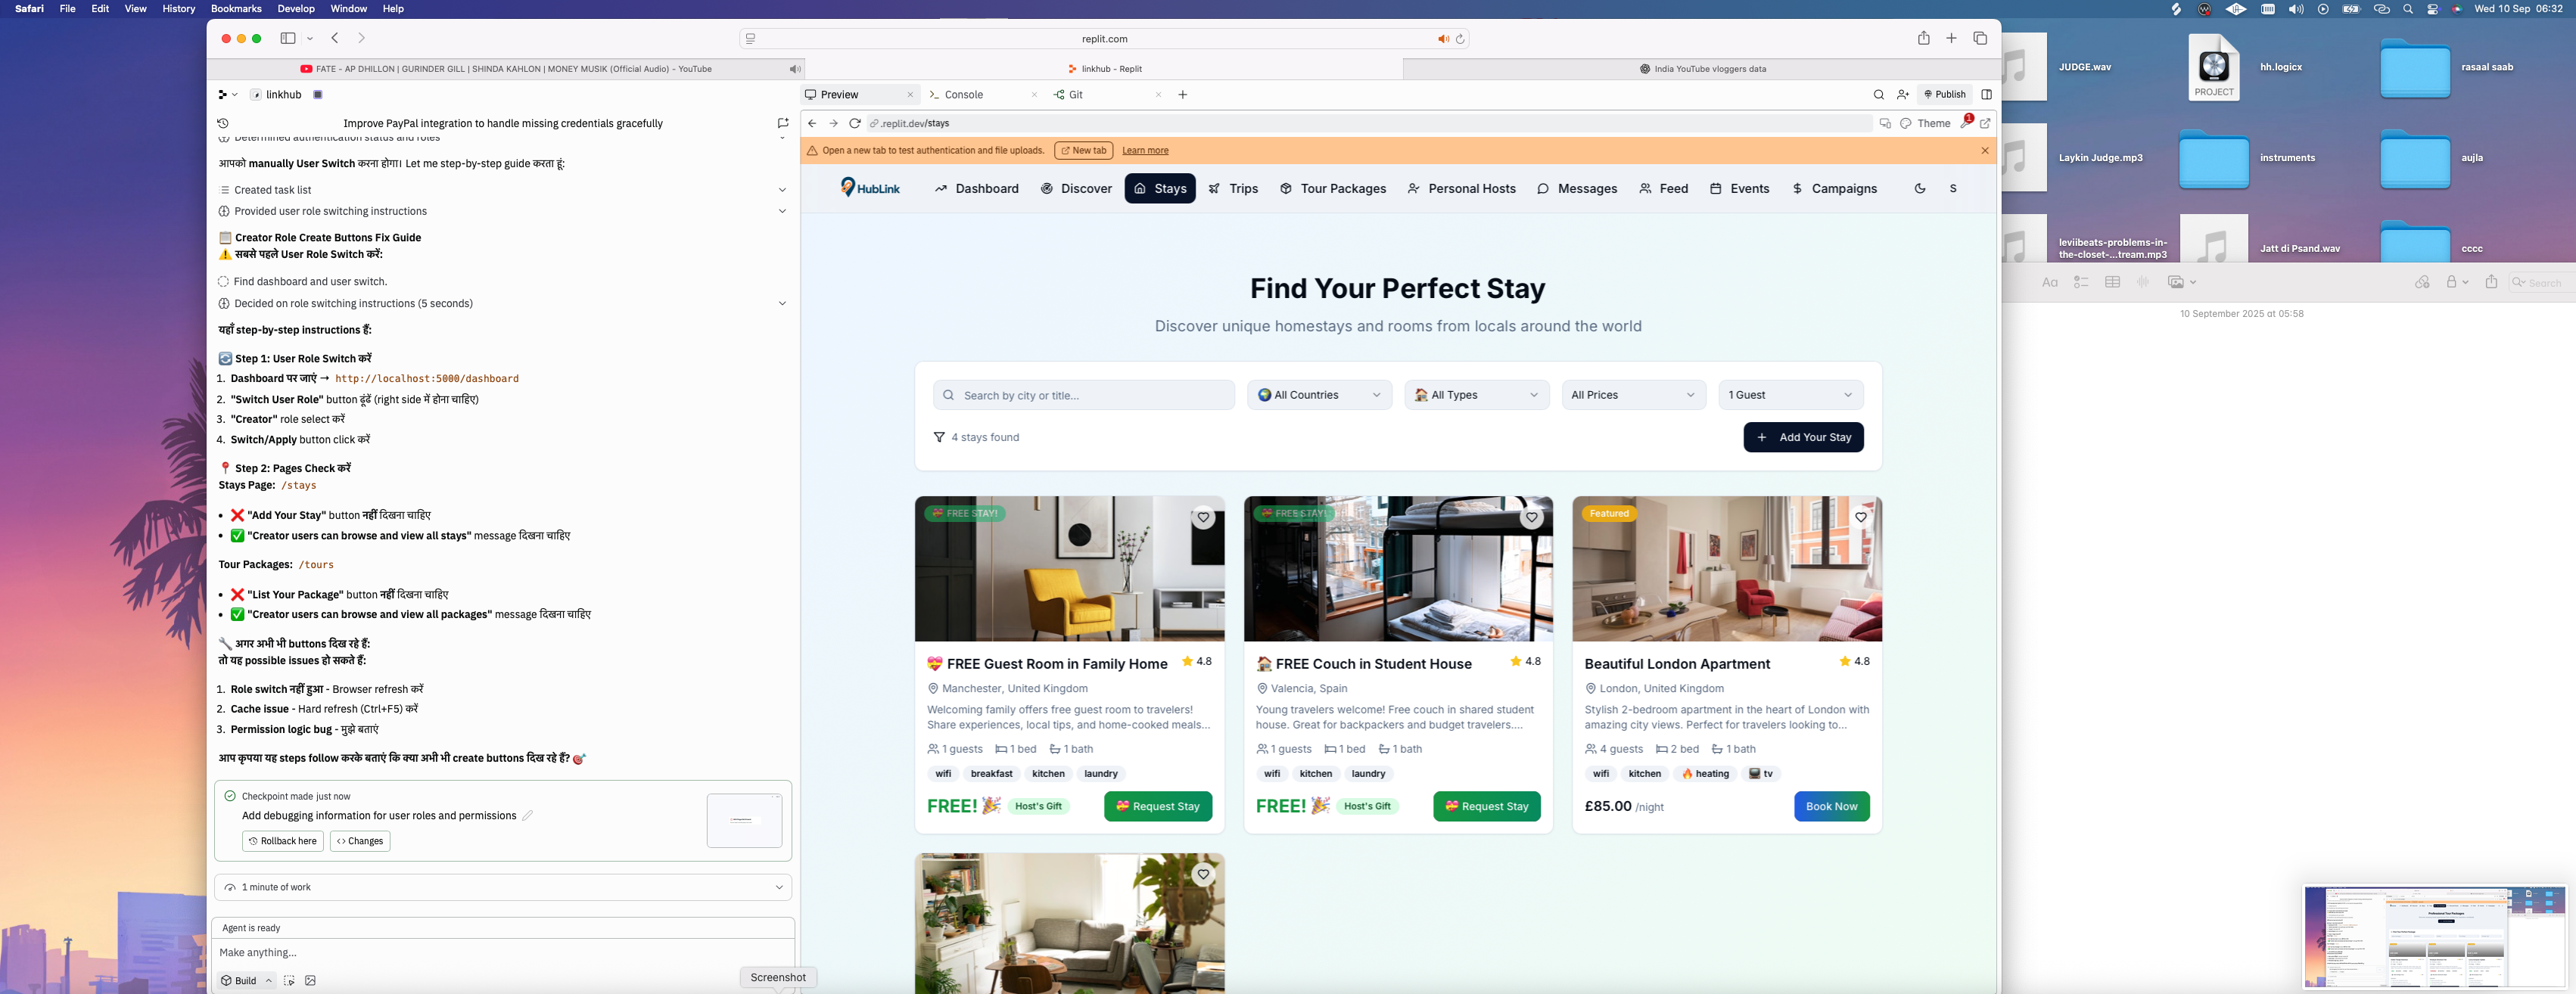 Safari File Edit View History Bookmarks Develop Window Help
Wed 10 Sep 06:32
replit.com
FATE - AP DHILLON | GURINDER GILL | SHINDA KAHLON | MONEY MUSIK (Official Audio) - YouTube
linkhub - Replit
India YouTube vloggers data
linkhub
Improve PayPal integration to handle missing credentials gracefully
Determined authentication status and roles
आपको manually User Switch करना होगा। Let me step-by-step guide करता हूं:
Created task list
Provided user role switching instructions
📋 Creator Role Create Buttons Fix Guide
⚠️ सबसे पहले User Role Switch करें:
Find dashboard and user switch.
Decided on role switching instructions (5 seconds)
यहाँ step-by-step instructions हैं:
🔄 Step 1: User Role Switch करें
1. Dashboard पर जाएं → http://localhost:5000/dashboard
2. "Switch User Role" button ढूंढें (right side में होना चाहिए)
3. "Creator" role select करें
4. Switch/Apply button click करें
📍 Step 2: Pages Check करें
Stays Page: /stays
• ❌ "Add Your Stay" button नहीं दिखना चाहिए
• ✅ "Creator users can browse and view all stays" message दिखना चाहिए
Tour Packages: /tours
• ❌ "List Your Package" button नहीं दिखना चाहिए
• ✅ "Creator users can browse and view all packages" message दिखना चाहिए
🔧 अगर अभी भी buttons दिख रहे हैं:
तो यह possible issues हो सकते हैं:
1. Role switch नहीं हुआ - Browser refresh करें
2. Cache issue - Hard refresh (Ctrl+F5) करें
3. Permission logic bug - मुझे बताएं
आप कृपया यह steps follow करके बताएं कि क्या अभी भी create buttons दिख रहे हैं? 🎯
Checkpoint made just now
Add debugging information for user roles and permissions
Rollback here <> Changes
1 minute of work
Agent is ready
Make anything...
Build
Screenshot
Preview Console Git
Publish
.replit.dev/stays
Theme 1
Open a new tab to test authentication and file uploads. New tab Learn more
HubLink Dashboard Discover Stays Trips Tour Packages Personal Hosts Messages Feed Events Campaigns S
Find Your Perfect Stay
Discover unique homestays and rooms from locals around the world
Search by city or title... 🌍 All Countries 🏠 All Types All Prices 1 Guest
4 stays found
+ Add Your Stay
💝 FREE STAY!
💝 FREE Guest Room in Family Home ⭐ 4.8
Manchester, United Kingdom
Welcoming family offers free guest room to travelers!
Share experiences, local tips, and home-cooked meals...
1 guests 1 bed 1 bath
wifi breakfast kitchen laundry
FREE! 🎉 Host's Gift 💝 Request Stay
💝 FREE STAY!
🏠 FREE Couch in Student House ⭐ 4.8
Valencia, Spain
Young travelers welcome! Free couch in shared student
house. Great for backpackers and budget travelers....
1 guests 1 bed 1 bath
wifi kitchen laundry
FREE! 🎉 Host's Gift 💝 Request Stay
Featured
Beautiful London Apartment ⭐ 4.8
London, United Kingdom
Stylish 2-bedroom apartment in the heart of London with
amazing city views. Perfect for travelers looking to...
4 guests 2 bed 1 bath
wifi kitchen 🔥 heating 📺 tv
£85.00 /night Book Now
JUDGE.wav
PROJECT
hh.logicx
rasaal saab
Laykin Judge.mp3
instruments
aujla
leviibeats-problems-in-
the-closet-...tream.mp3
Jatt di Psand.wav
cccc
Aa
Search
10 September 2025 at 05:58